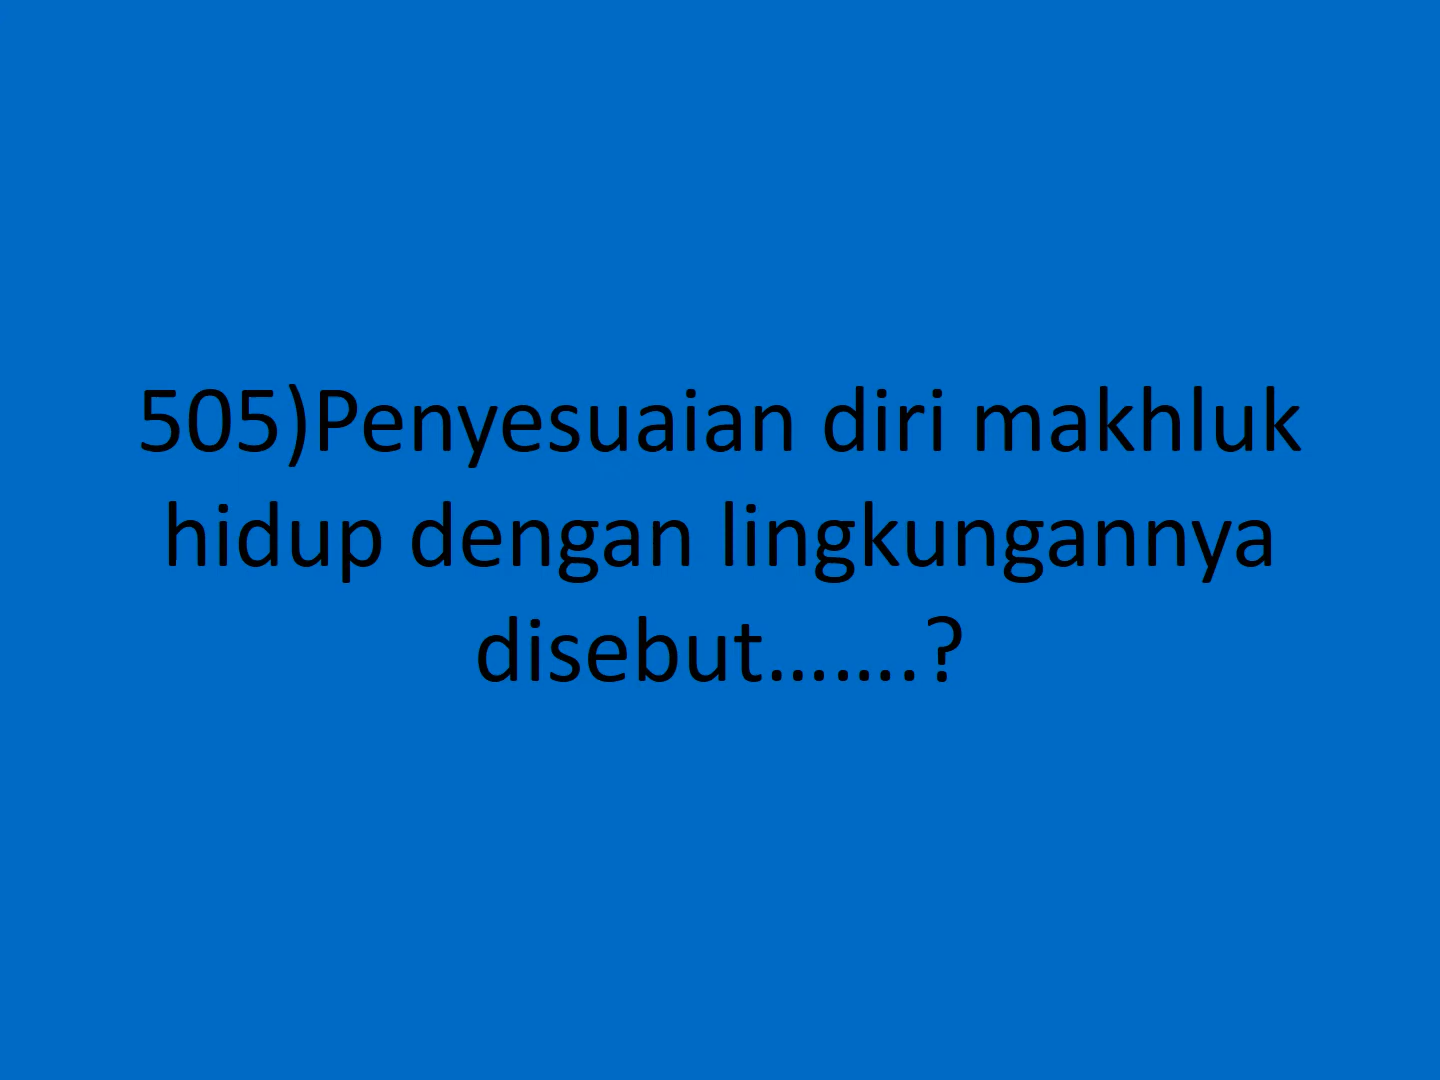 505)Penyesuaian diri makhluk
hidup dengan lingkungannya
disebut…….?